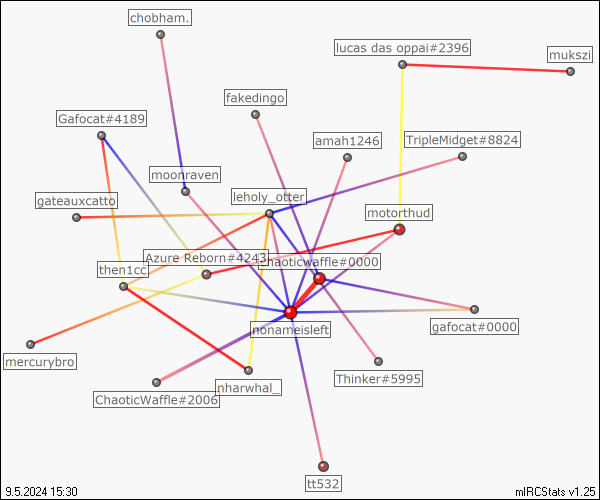 chobham.
lucas das oppai#2396
mukszi
fakedingo
Gafocat#4189
amah1246
TripleMidget#8824
moonraven
leholy_otter
gateauxcatto
motorthud
Azure Reborn#4243
chaoticwaffle#0000
then1cc
nonameisleft
gafocat#0000
mercurybro
Thinker#5995
nharwhal_
ChaoticWaffle#2006
tt532
9.5.2024 15:30
mIRCStats v1.25